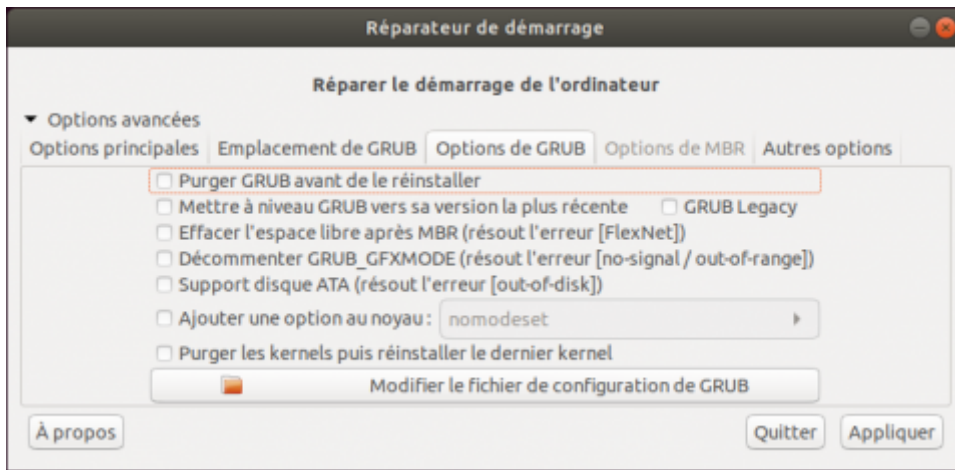 Réparateur de démarrage
Réparer le démarrage de l'ordinateur
Options avancées
Options principales Emplacement de GRUB Options de GRUB Options de MBR Autres options
Purger GRUB avant de le réinstaller
Mettre à niveau GRUB vers sa version la plus récente GRUB Legacy
Effacer l'espace libre après MBR (résout l'erreur [FlexNet])
Décommenter GRUB_GFXMODE (résout l'erreur [no-signal / out-of-range])
Support disque ATA (résout l'erreur [out-of-disk])
Ajouter une option au noyau : nomodeset
Purger les kernels puis réinstaller le dernier kernel
Modifier le fichier de configuration de GRUB
À propos Quitter Appliquer